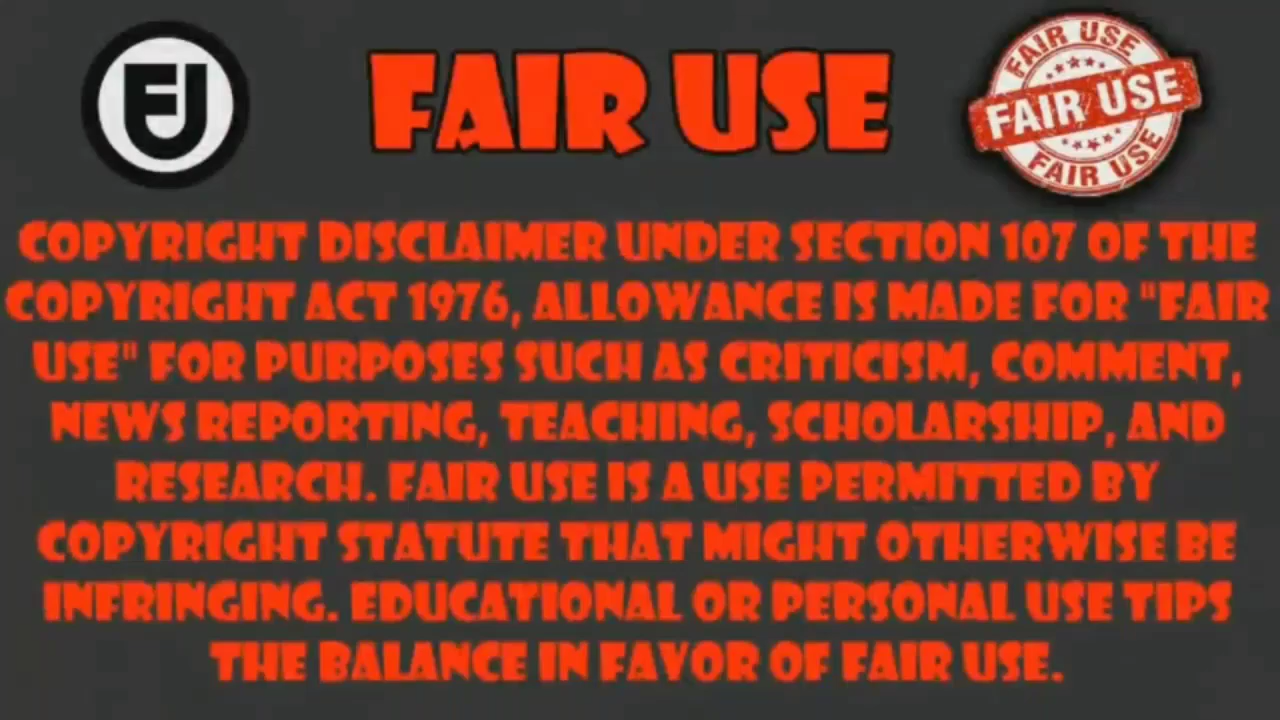 FAIR USE
FAIR USE
FAIR USE
FAIR USE
COPYRIGHT DISCLAIMER UNDER SECTION 107 OF THE
COPYRIGHT ACT 1976, ALLOWANCE IS MADE FOR "FAIR
USE" FOR PURPOSES SUCH AS CRITICISM, COMMENT,
NEWS REPORTING, TEACHING, SCHOLARSHIP, AND
RESEARCH. FAIR USE IS A USE PERMITTED BY
COPYRIGHT STATUTE THAT MIGHT OTHERWISE BE
INFRINGING. EDUCATIONAL OR PERSONAL USE TIPS
THE BALANCE IN FAVOR OF FAIR USE.